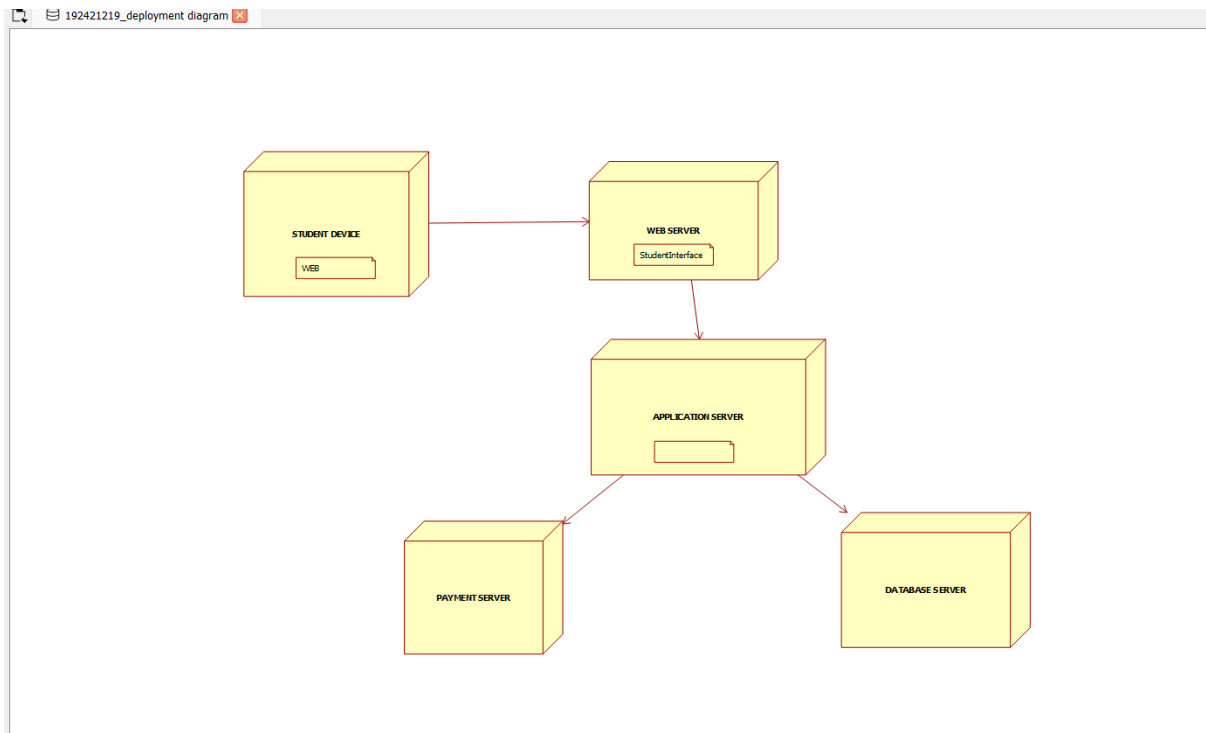 192421219_deployment diagram
STUDENT DEVICE
WEB
WEB SERVER
StudentInterface
APPLICATION SERVER
PAYMENT SERVER
DATABASE SERVER